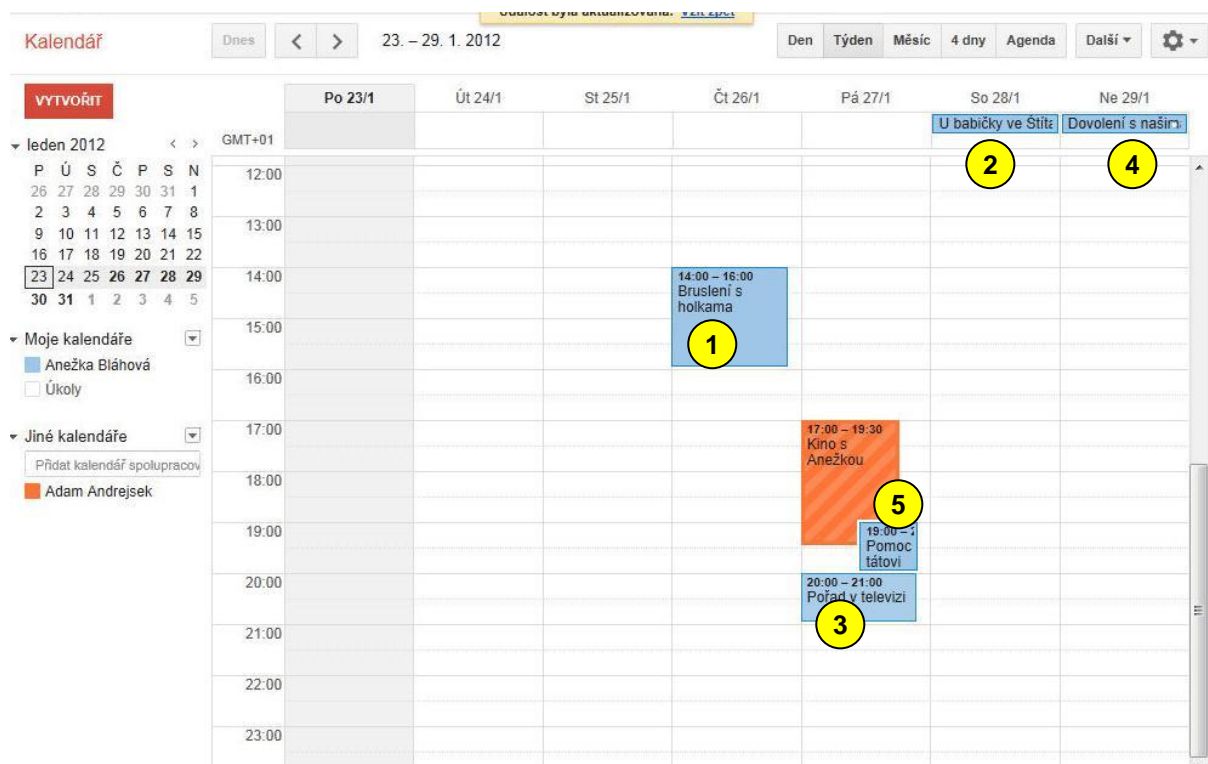 Událost byla aktualizována. Vzít zpět
Kalendář
Dnes < > 23. – 29. 1. 2012 Den Týden Měsíc 4 dny Agenda Další
VYTVOŘIT
Po 23/1 Út 24/1 St 25/1 Čt 26/1 Pá 27/1 So 28/1 Ne 29/1
GMT+01 U babičky ve Dovolení s
2 4
leden 2012 < >
P Ú S Č P S N
26 27 28 29 30 31 1
2 3 4 5 6 7 8
9 10 11 12 13 14 15
16 17 18 19 20 21 22
23 24 25 26 27 28 29
30 31 1 2 3 4 5
Moje kalendáře
Anežka Bláhová
Úkoly
Jiné kalendáře
Přidat kalendář
Adam Andrejsek
12:00
13:00
14:00
15:00
16:00
17:00
18:00
19:00
20:00
21:00
22:00
23:00
14:00 – 16:00
Bruslení s
holkama
1
17:00 – 19:30
Kino s
Anežkou
5
19:00 –
Pomoc
tátovi
20:00 – 21:00
Pořad v televizi
3